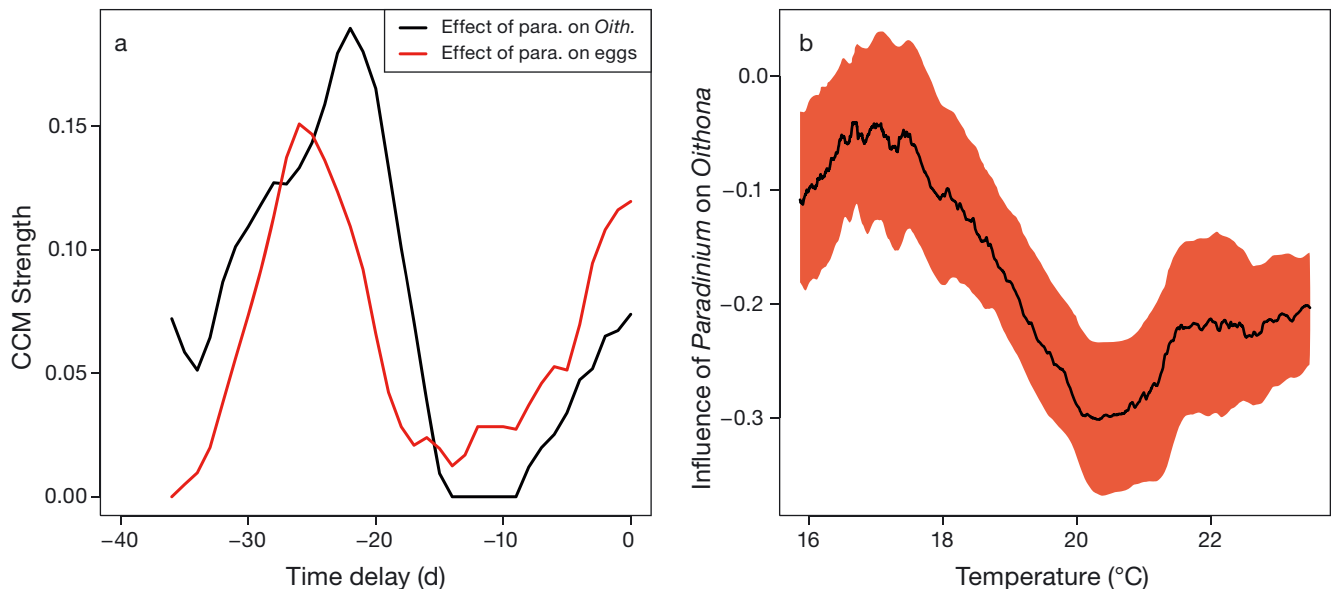 a
Effect of para. on Oith.
Effect of para. on eggs
CCM Strength
0.15
0.10
0.05
0.00
−40
−30
−20
−10
0
Time delay (d)
b
Influence of Paradinium on Oithona
0.0
−0.1
−0.2
−0.3
16
18
20
22
Temperature (°C)